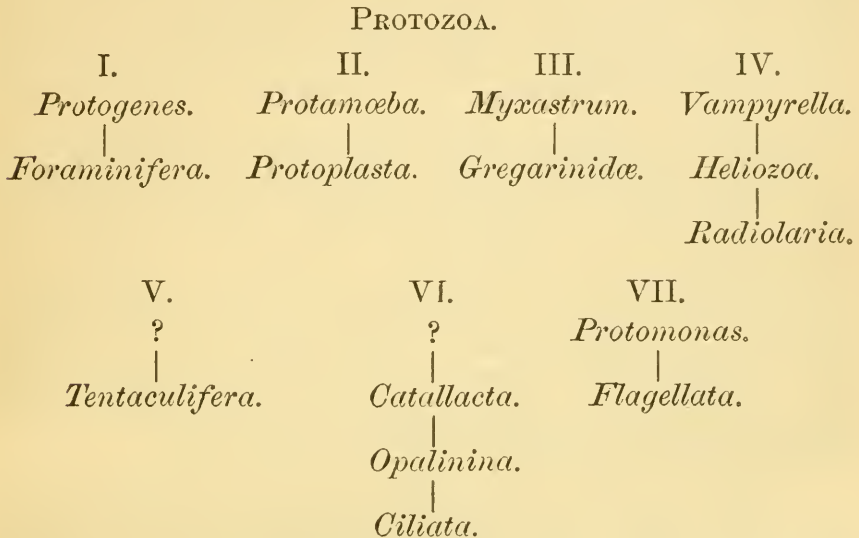 PROTOZOA.
I. II. III. IV.
Protogenes. Protamœba. Myxastrum. Vampyrella.
Foraminifera. Protoplasta. Gregarinidæ. Heliozoa.
Radiolaria.
V. VI. VII.
? ? Protomonas.
Tentaculifera. Catallacta. Flagellata.
Opalinina.
Ciliata.